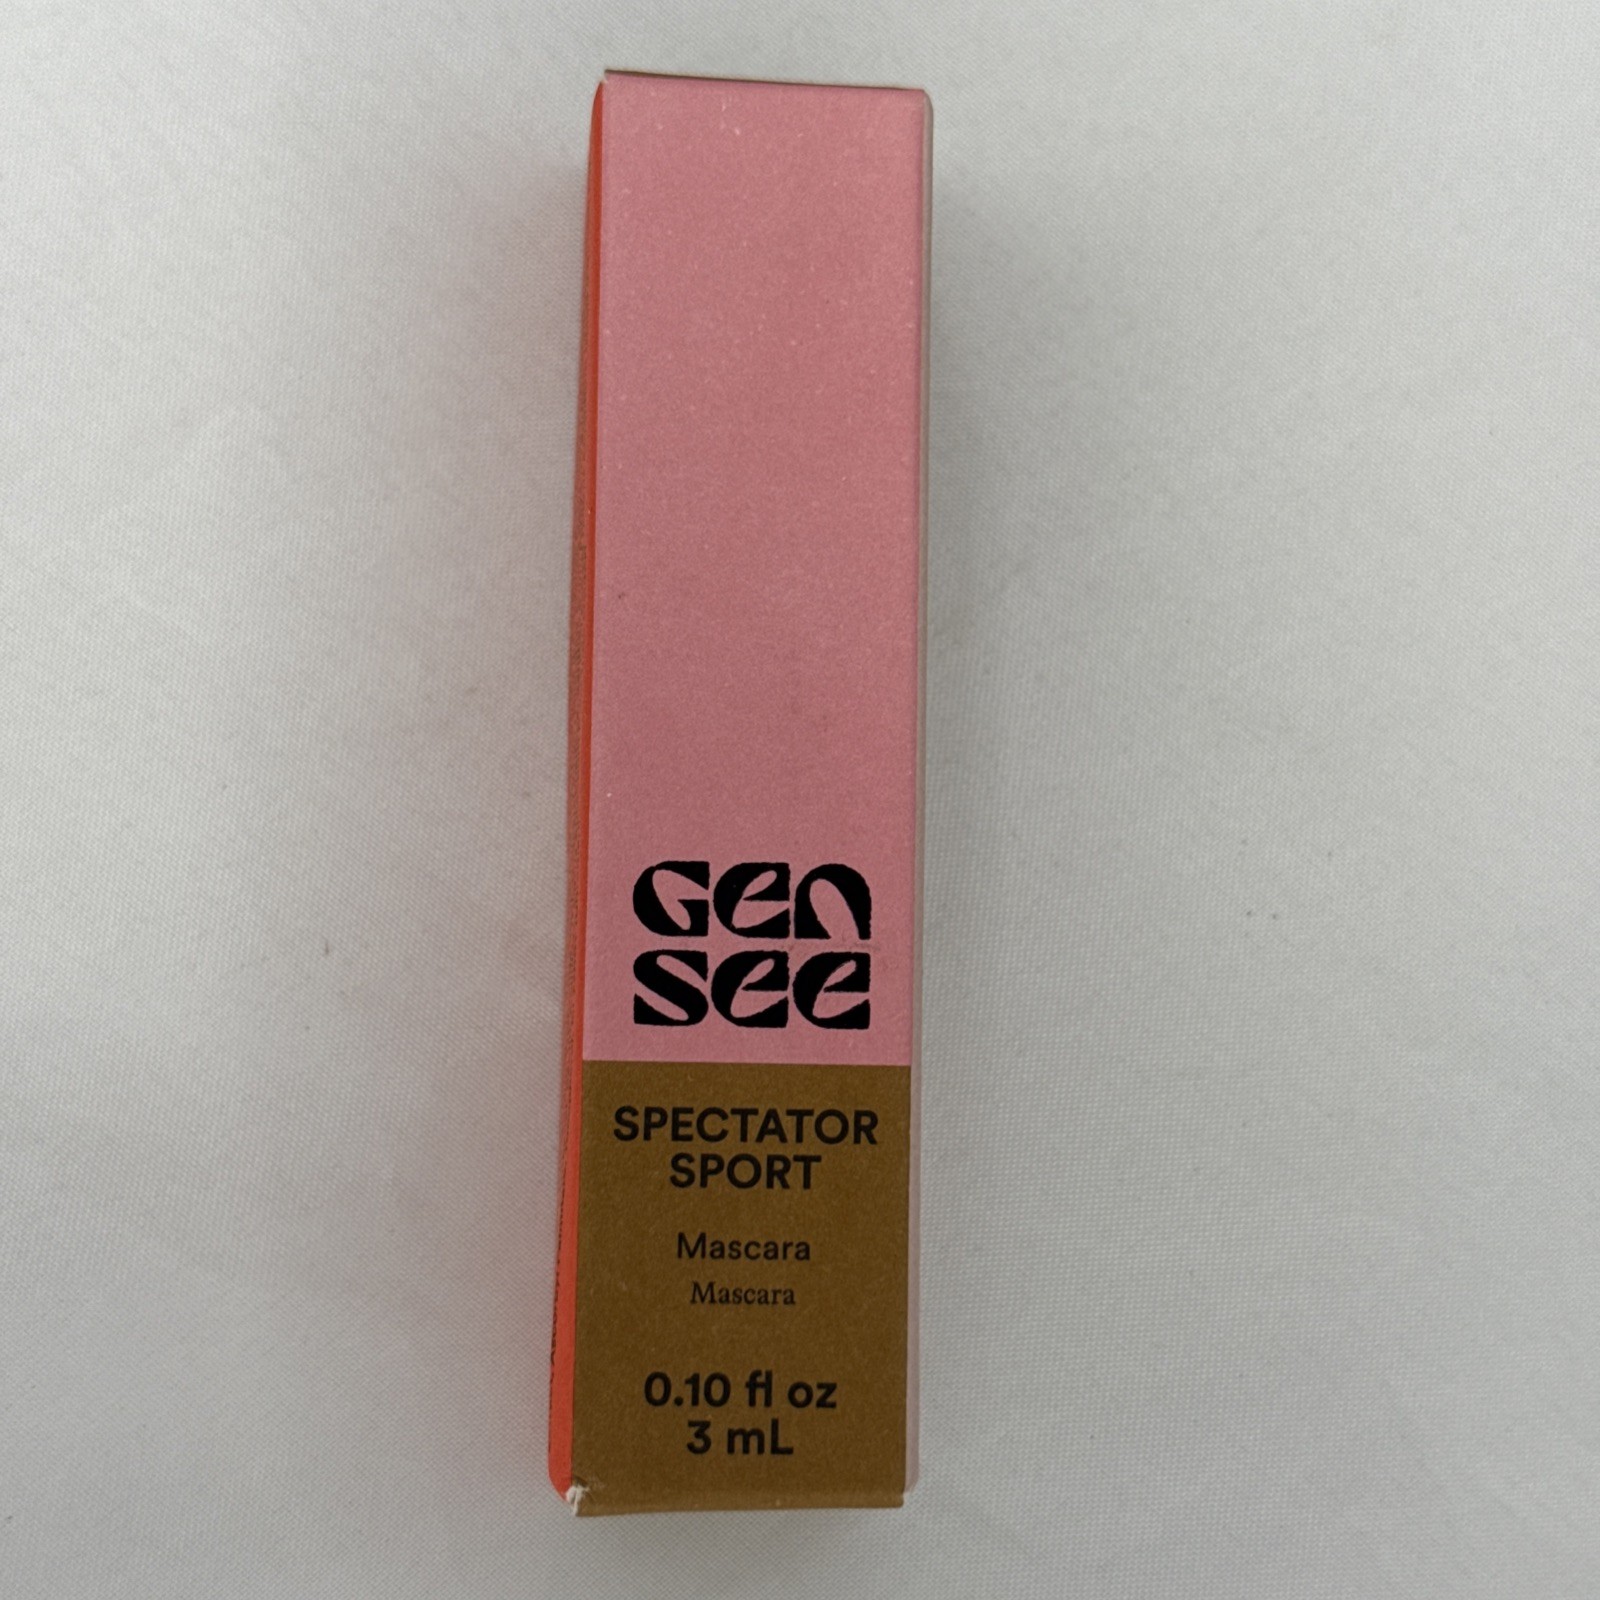 Gen
See
SPECTATOR
SPORT
Mascara
Mascara
0.10 fl oz
3 mL